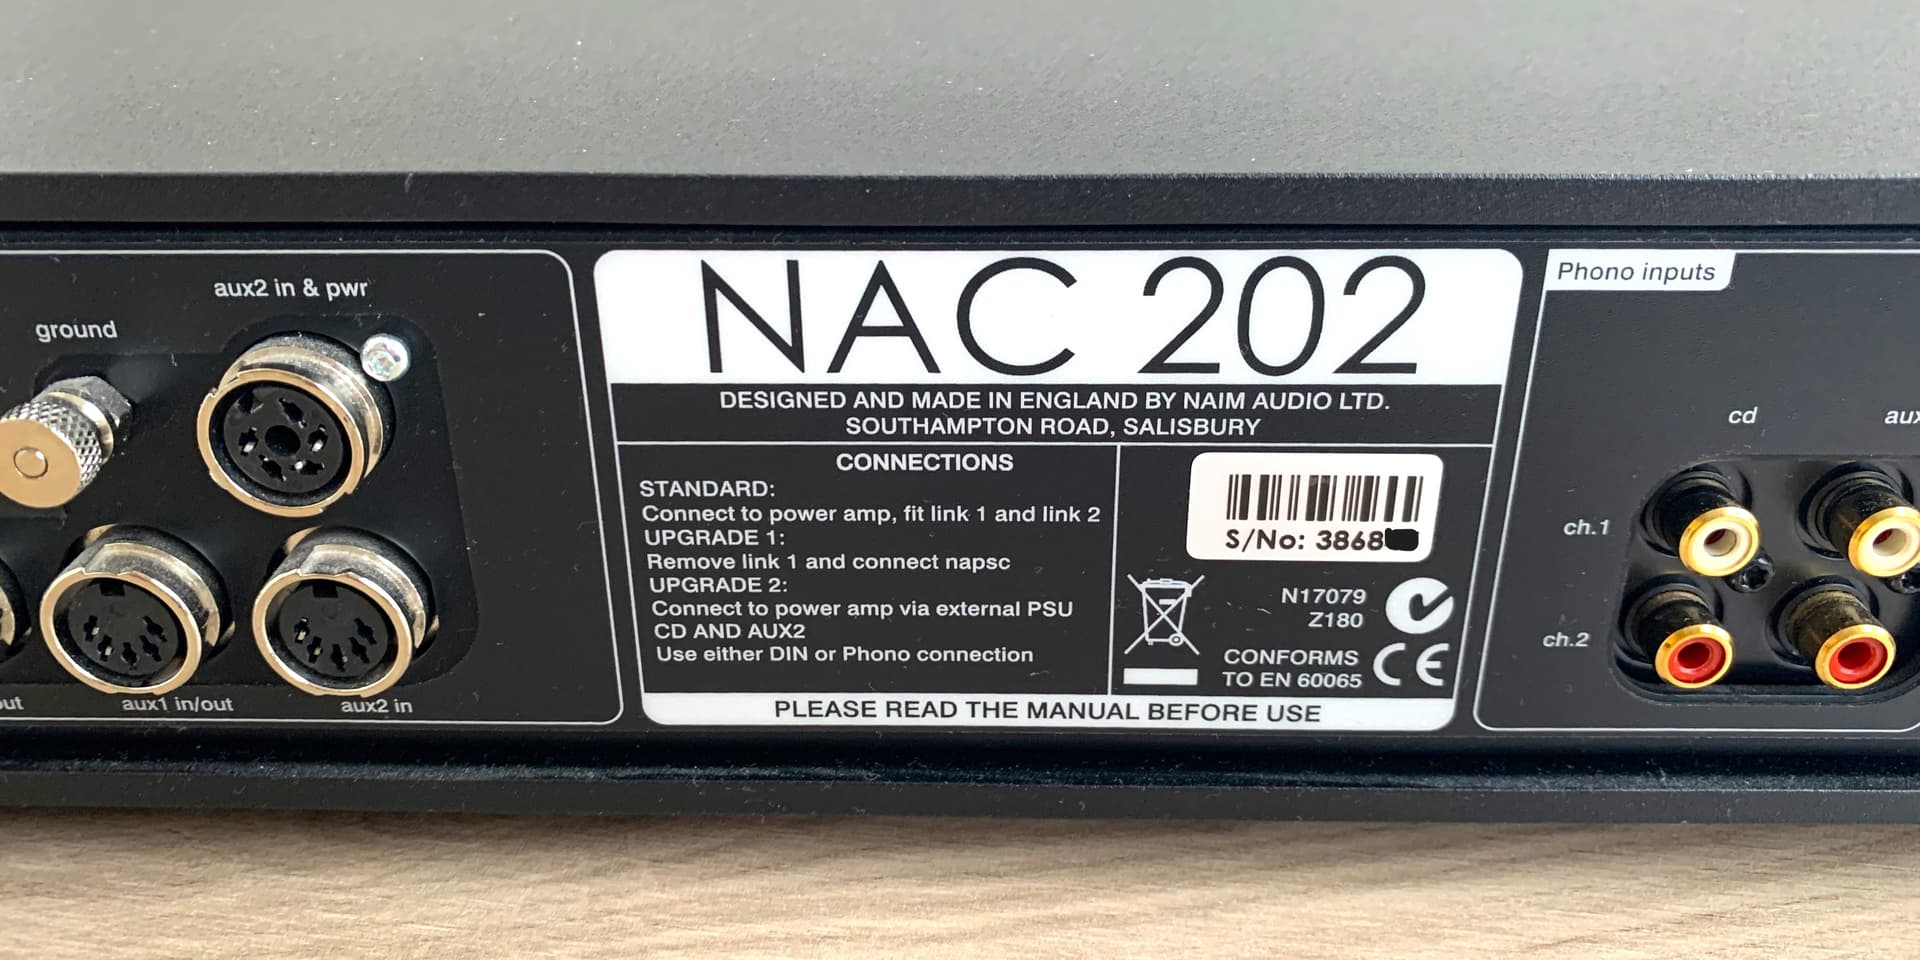 aux2 in & pwr
ground
aux1 in/out
aux2 in
NAC 202
DESIGNED AND MADE IN ENGLAND BY NAIM AUDIO LTD.
SOUTHAMPTON ROAD, SALISBURY
CONNECTIONS
STANDARD:
Connect to power amp, fit link 1 and link 2
UPGRADE 1:
Remove link 1 and connect napsc
UPGRADE 2:
Connect to power amp via external PSU
CD AND AUX2
Use either DIN or Phono connection
S/No: 3868
N17079
Z180
CONFORMS
TO EN 60065
CE
PLEASE READ THE MANUAL BEFORE USE
Phono inputs
cd
ch.1
ch.2